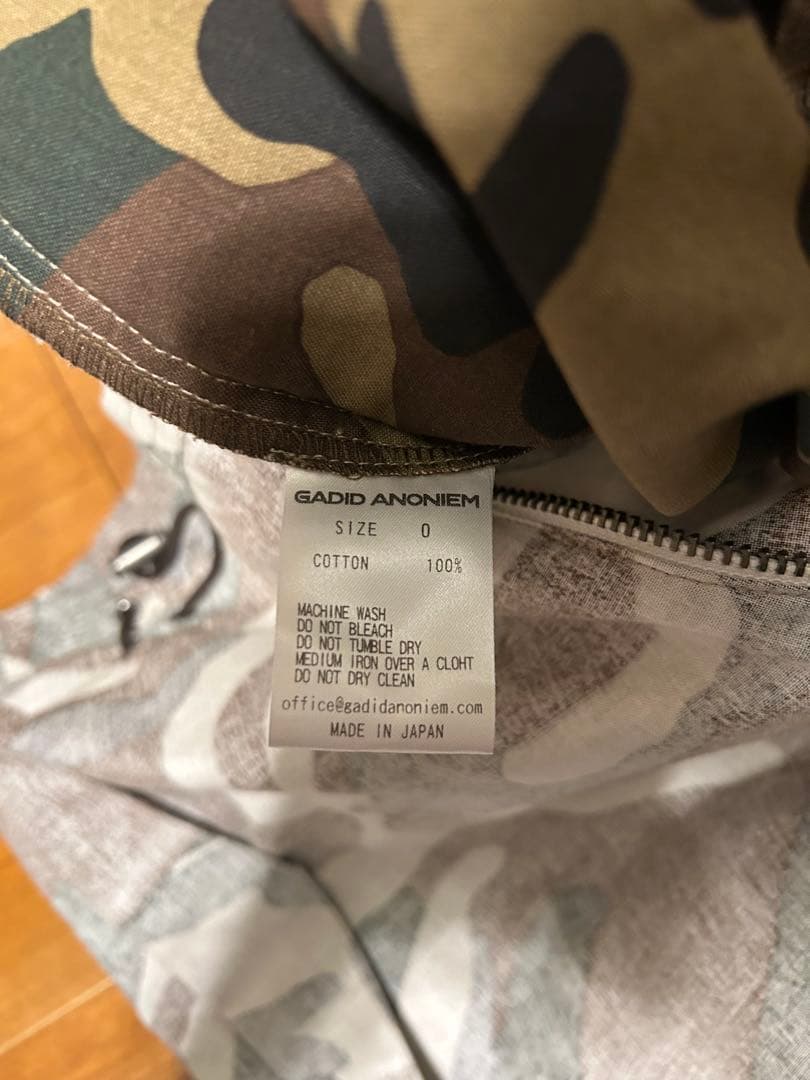 GADID ANONIEM
SIZE 0
COTTON 100%
MACHINE WASH
DO NOT BLEACH
DO NOT TUMBLE DRY
MEDIUM IRON OVER A CLOHT
DO NOT DRY CLEAN
office@gadidanoniem.com
MADE IN JAPAN